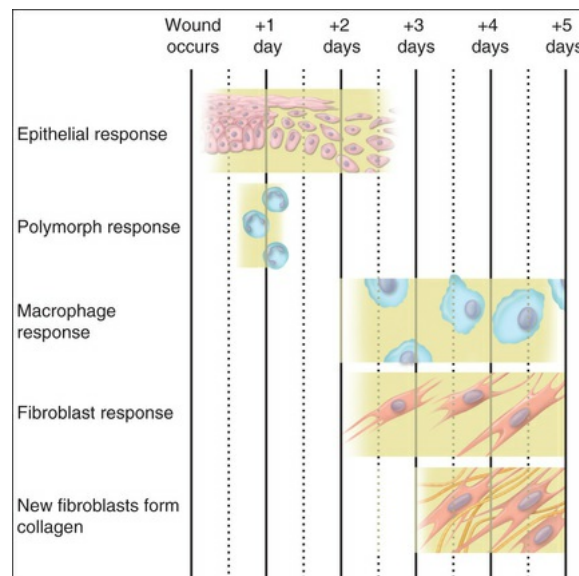 Wound occurs
+1 day
+2 days
+3 days
+4 days
+5 days
Epithelial response
Polymorph response
Macrophage
response
Fibroblast response
New fibroblasts form
collagen